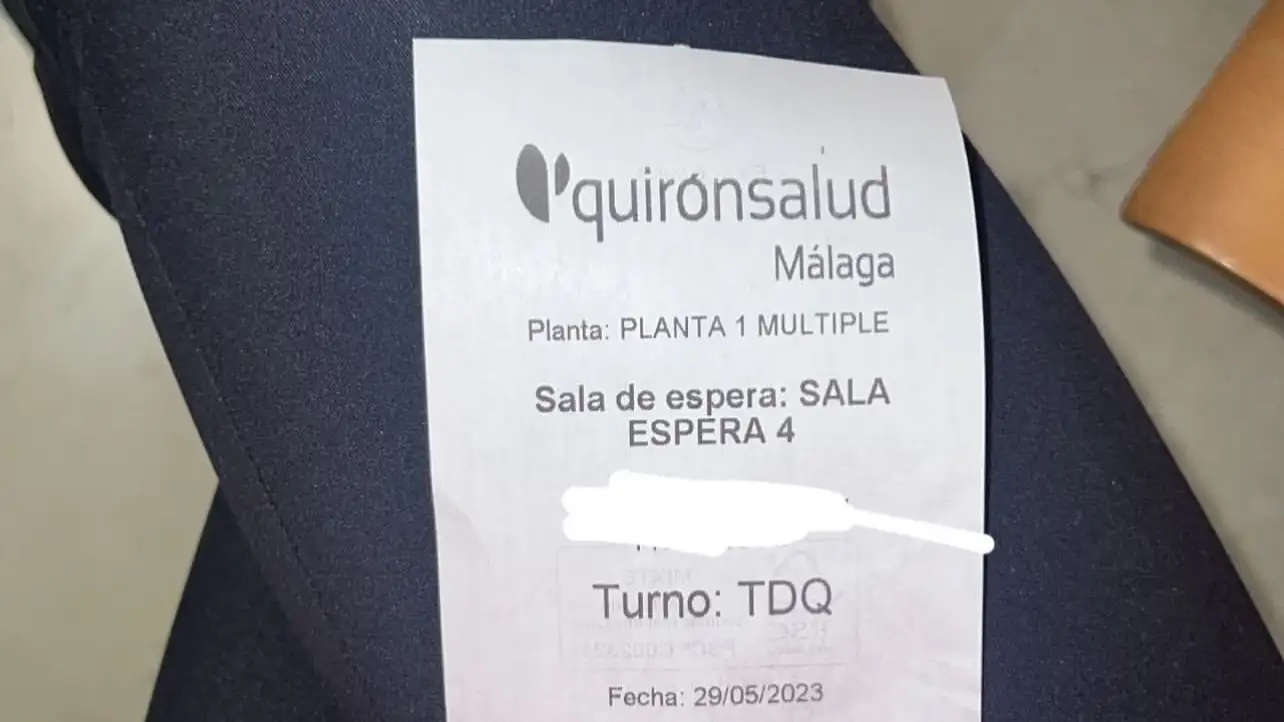 quirónsalud
Málaga
Planta: PLANTA 1 MULTIPLE
Sala de espera: SALA
ESPERA 4
Turno: TDQ
Fecha: 29/05/2023